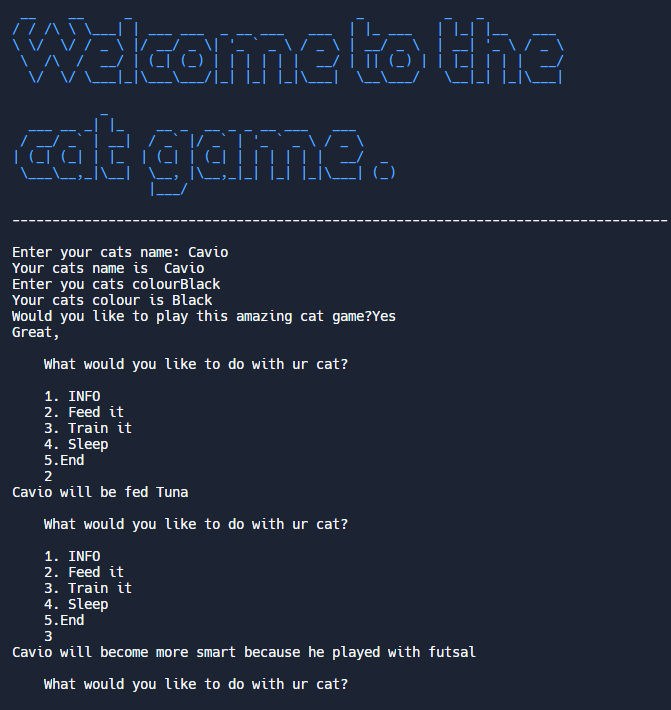 Welcome to the
cat game.
----------------------------------------------------------------------------------
Enter your cats name: Cavio
Your cats name is  Cavio
Enter you cats colourBlack
Your cats colour is Black
Would you like to play this amazing cat game?Yes
Great,
What would you like to do with ur cat?
1. INFO
2. Feed it
3. Train it
4. Sleep
5.End
2
Cavio will be fed Tuna
What would you like to do with ur cat?
1. INFO
2. Feed it
3. Train it
4. Sleep
5.End
3
Cavio will become more smart because he played with futsal
What would you like to do with ur cat?